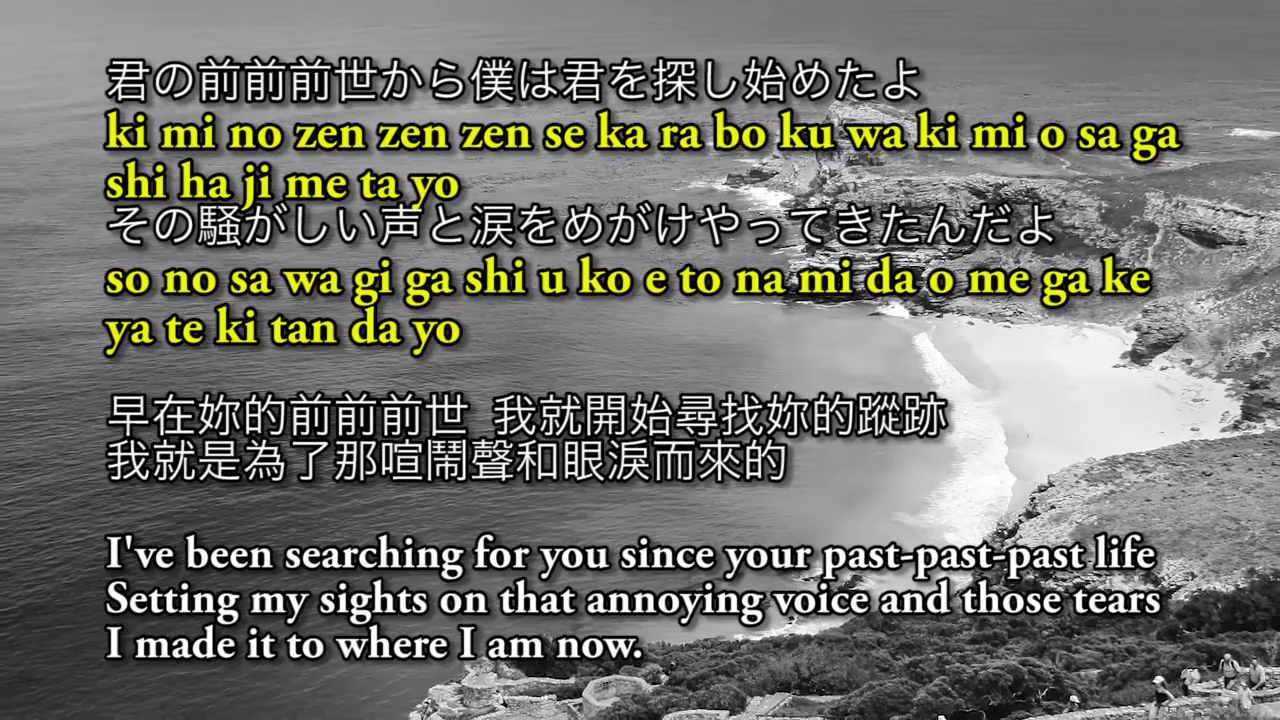 君の前前前世から僕は君を探し始めたよ
ki mi no zen zen zen se ka ra bo ku wa ki mi o sa ga
shi ha ji me ta yo
その騒がしい声と涙をめがけやってきたんだよ
so no sa wa gi ga shi u ko e to na mi da o me ga ke
ya te ki tan da yo
早在妳的前前前世 我就開始尋找妳的蹤跡
我就是為了那喧鬧聲和眼淚而來的
I've been searching for you since your past-past-past life
Setting my sights on that annoying voice and those tears
I made it to where I am now.